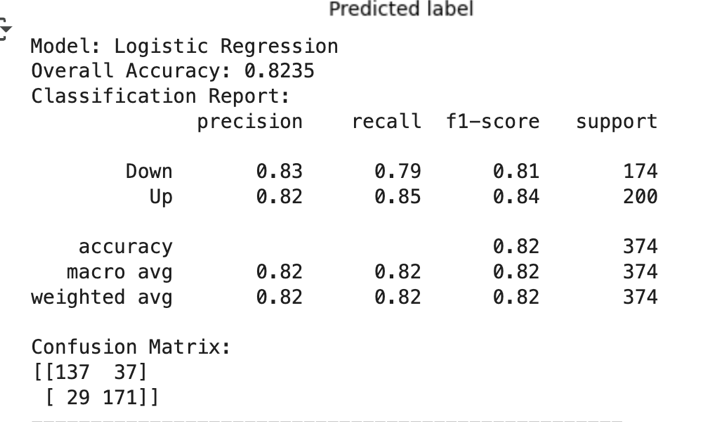 Predicted label
Model: Logistic Regression
Overall Accuracy: 0.8235
Classification Report:
precision recall f1-score support
Down 0.83 0.79 0.81 174
Up 0.82 0.85 0.84 200
accuracy 0.82 374
macro avg 0.82 0.82 0.82 374
weighted avg 0.82 0.82 0.82 374
Confusion Matrix:
[[137 37]
[ 29 171]]